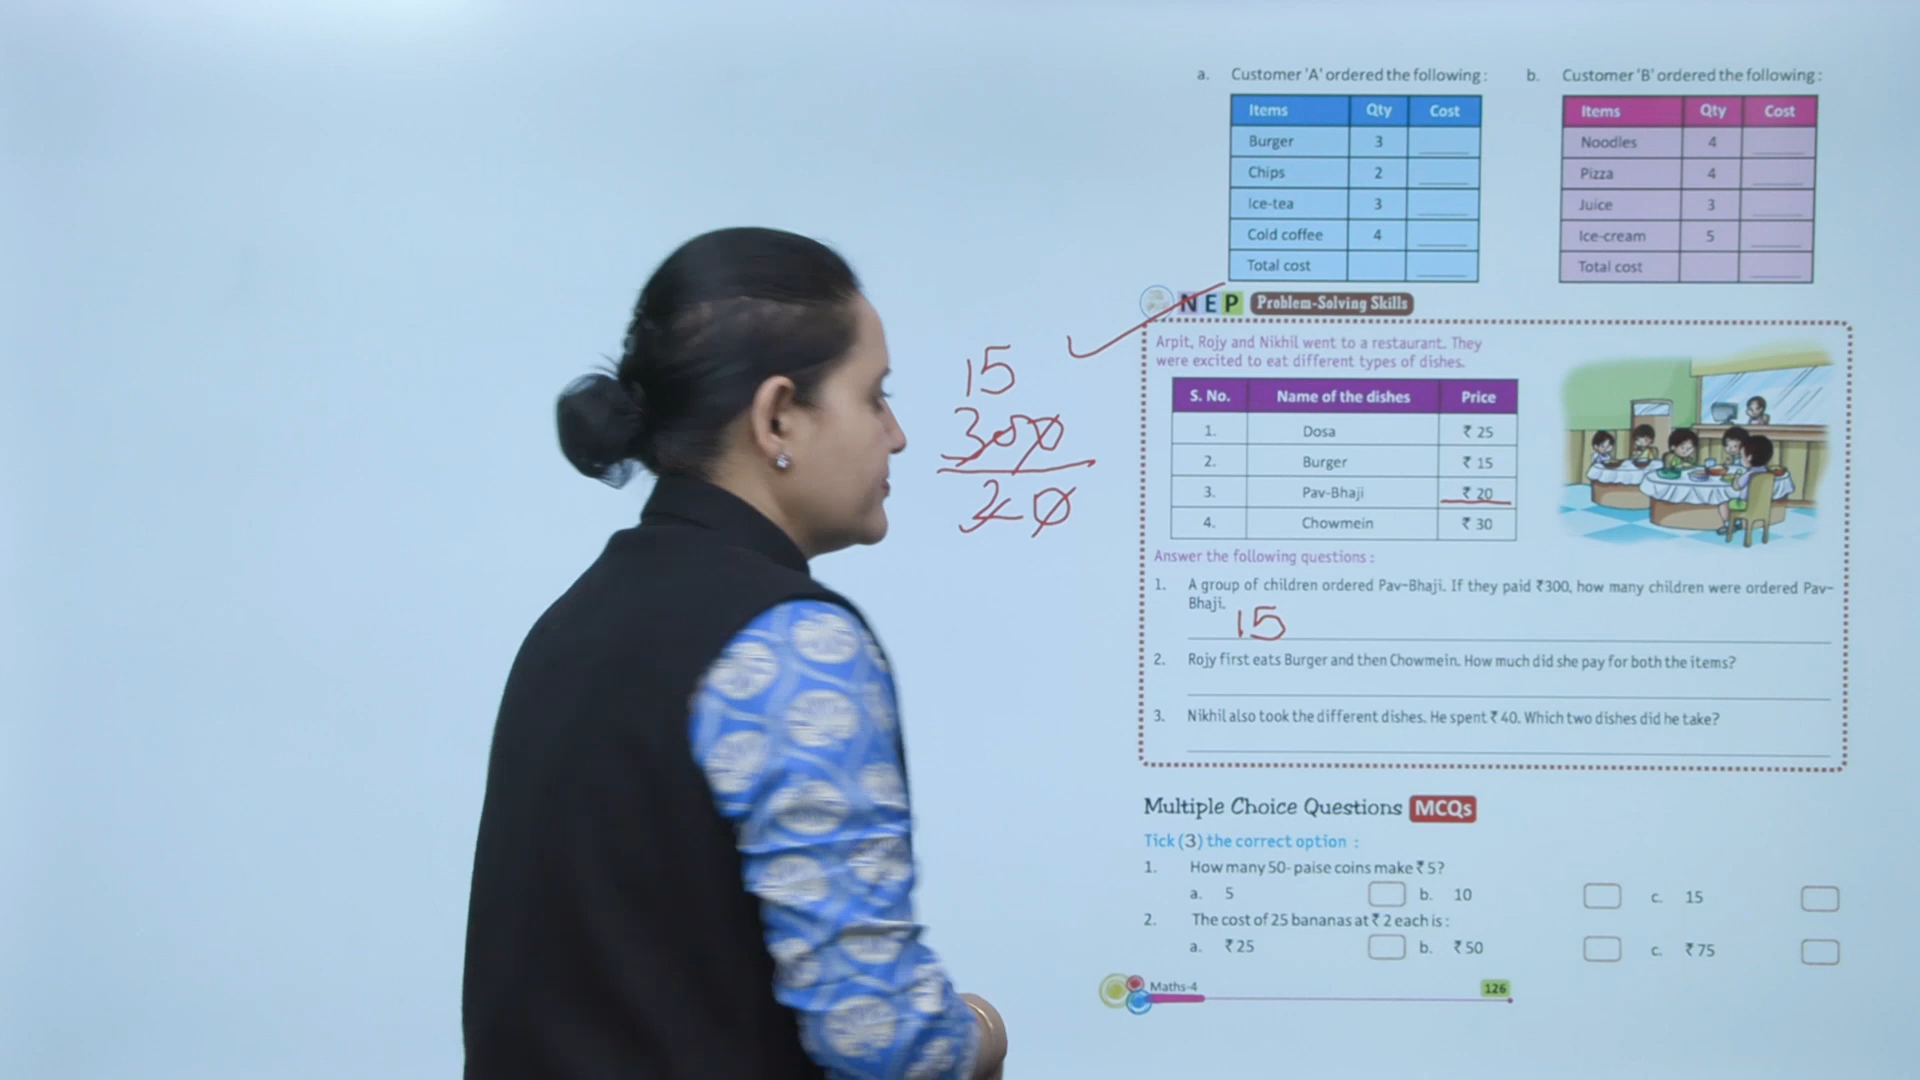 a. Customer 'A' ordered the following :
Items Qty Cost
Burger 3
Chips 2
Ice-tea 3
Cold coffee 4
Total cost
b. Customer 'B' ordered the following :
Items Qty Cost
Noodles 4
Pizza 4
Juice 3
Ice-cream 5
Total cost
NEP Problem-Solving Skills
Arpit, Rojy and Nikhil went to a restaurant. They
were excited to eat different types of dishes.
S. No. Name of the dishes Price
1. Dosa ₹ 25
2. Burger ₹ 15
3. Pav-Bhaji ₹ 20
4. Chowmein ₹ 30
15
300
20
Answer the following questions :
1. A group of children ordered Pav-Bhaji. If they paid ₹300, how many children were ordered Pav-
Bhaji.
15
2. Rojy first eats Burger and then Chowmein. How much did she pay for both the items?
3. Nikhil also took the different dishes. He spent ₹ 40. Which two dishes did he take?
Multiple Choice Questions MCQs
Tick (3) the correct option :
1. How many 50- paise coins make ₹ 5?
a. 5 b. 10 c. 15
2. The cost of 25 bananas at ₹ 2 each is :
a. ₹ 25 b. ₹ 50 c. ₹ 75
Maths-4
126